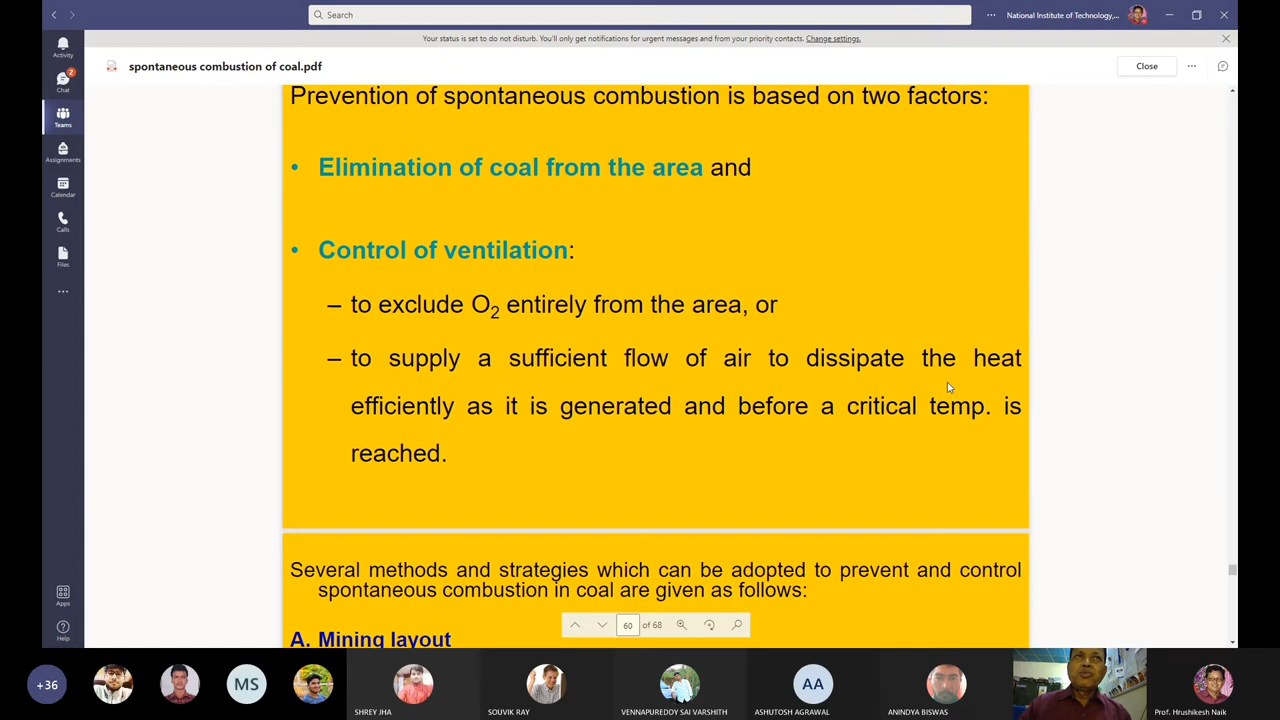 Search
National Institute of Technology,...
Your status is set to do not disturb. You'll only get notifications for urgent messages and from your priority contacts. Change settings.
Activity
2
Chat
Teams
Assignments
Calendar
Calls
Files
Apps
Help
spontaneous combustion of coal.pdf
Close
Prevention of spontaneous combustion is based on two factors:
• Elimination of coal from the area and
• Control of ventilation:
– to exclude O2 entirely from the area, or
– to supply a sufficient flow of air to dissipate the heat
efficiently as it is generated and before a critical temp. is
reached.
Several methods and strategies which can be adopted to prevent and control
spontaneous combustion in coal are given as follows:
60 of 68
A. Mining layout
+36
MS
SHREY JHA
SOUVIK RAY
VENNAPUREDDY SAI VARSHITH
AA
ASHUTOSH AGRAWAL
ANINDYA BISWAS
Prof. Hrushikesh Naik